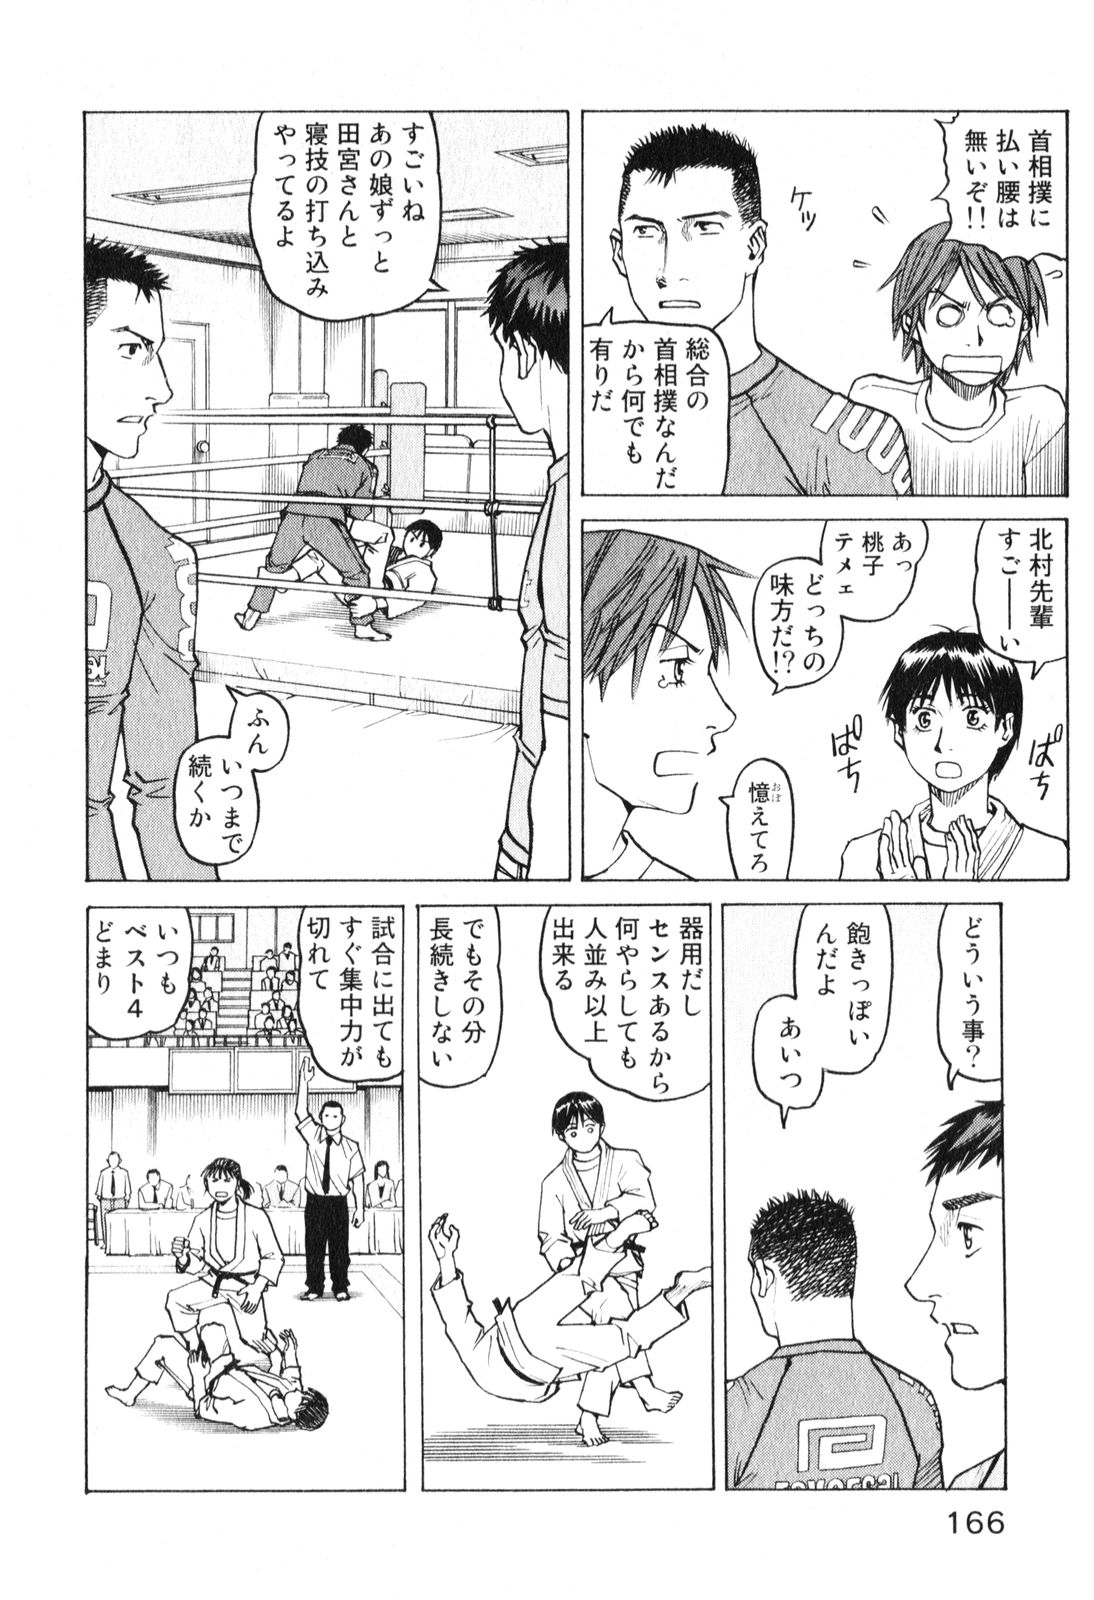 首相撲に
払い腰は
無いぞ!!
ケッ
総合の
首相撲なんだ
から何でも
有りだ
北村先輩
すご——い
ぱち
ぱち
あっ
桃子
テメェ
どっちの
味方だ!?
憶えてろ
おぼ
すごいね
あの娘ずっと
田宮さんと
寝技の打ち込み
やってるよ
ふん
いつまで
続くか
どういう事?
飽きっぽい
んだよ
あいつ
器用だし
センスあるから
何やらしても
人並み以上
出来る
でもその分
長続きしない
試合に出ても
すぐ集中力が
切れて
いつも
ベスト4
どまり
166